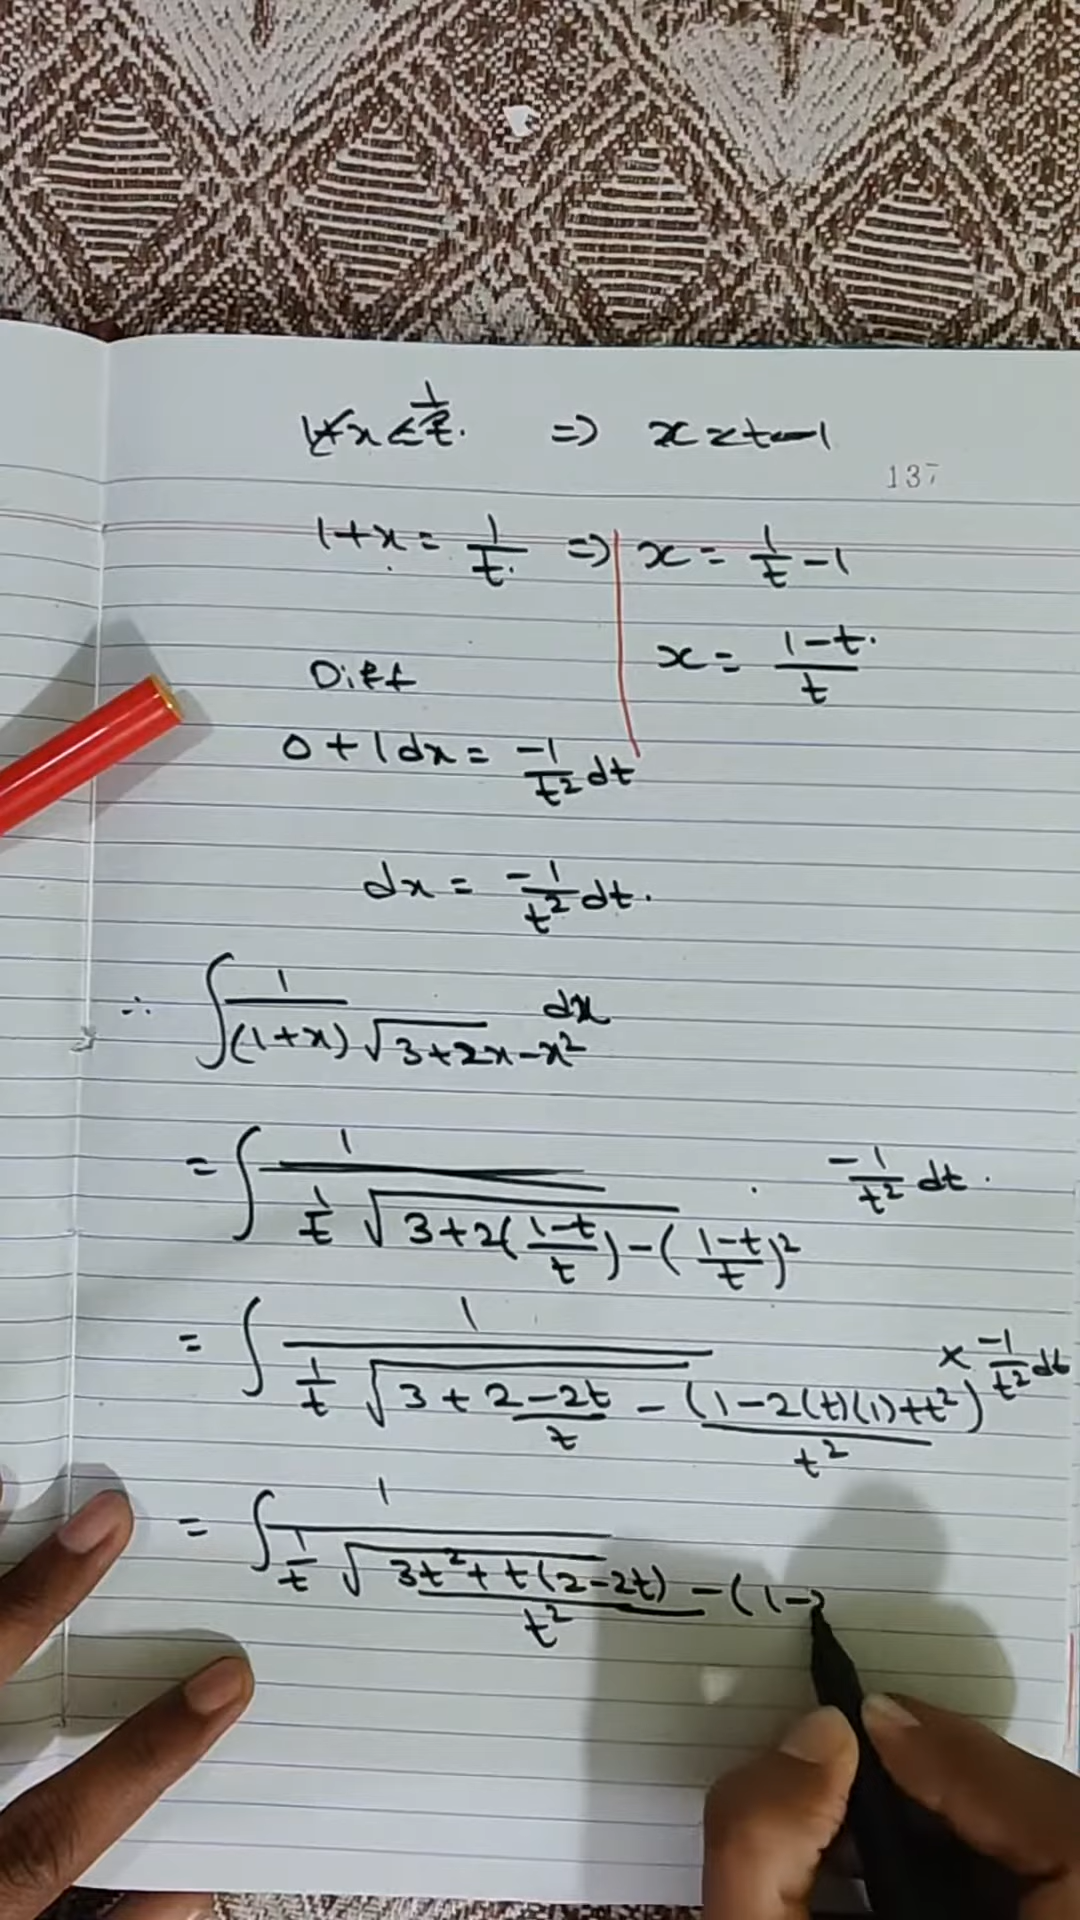 => x = t-1
137
1+x = 1/t. => x = 1/t - 1
x = (1-t)/t
Diff
0 + 1dx = -1/t² dt
dx = -1/t² dt.
∴ ∫ 1/((1+x) √(3+2x-x²)) dx
= ∫ 1/(1/t √(3+2((1-t)/t) - ((1-t)/t)²)) . -1/t² dt.
= ∫ 1/(1/t √(3 + (2-2t)/t - (1-2(t)(1)+t²)/t²)) × -1/t² dt
= ∫ 1/(1/t √((3t² + t(2-2t))/t² - (1-2